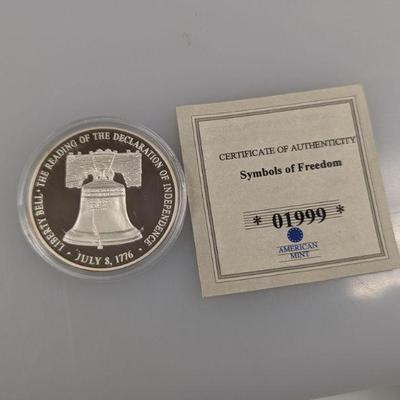 LIBERTY BELL · THE READING OF THE DECLARATION OF INDEPENDENCE ·
JULY 8, 1776 ·
CERTIFICATE OF AUTHENTICITY
Symbols of Freedom
* 01999 *
AMERICAN
MINT